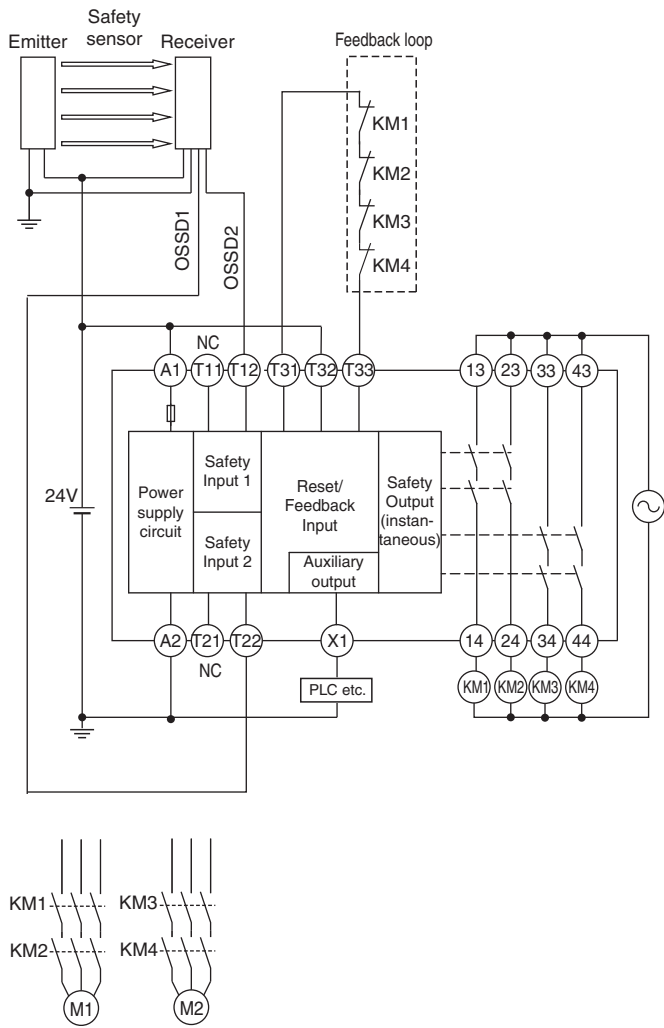 Safety
sensor
Emitter
Receiver
Feedback loop
KM1
KM2
KM3
KM4
OSSD1
OSSD2
NC
A1
T11
T12
T31
T32
T33
13
23
33
43
24V
Power
supply
circuit
Safety
Input 1
Safety
Input 2
Reset/
Feedback
Input
Auxiliary
output
Safety
Output
(instan-
taneous)
A2
T21
T22
X1
14
24
34
44
NC
PLC etc.
KM1
KM2
KM3
KM4
KM1
KM2
M1
KM3
KM4
M2